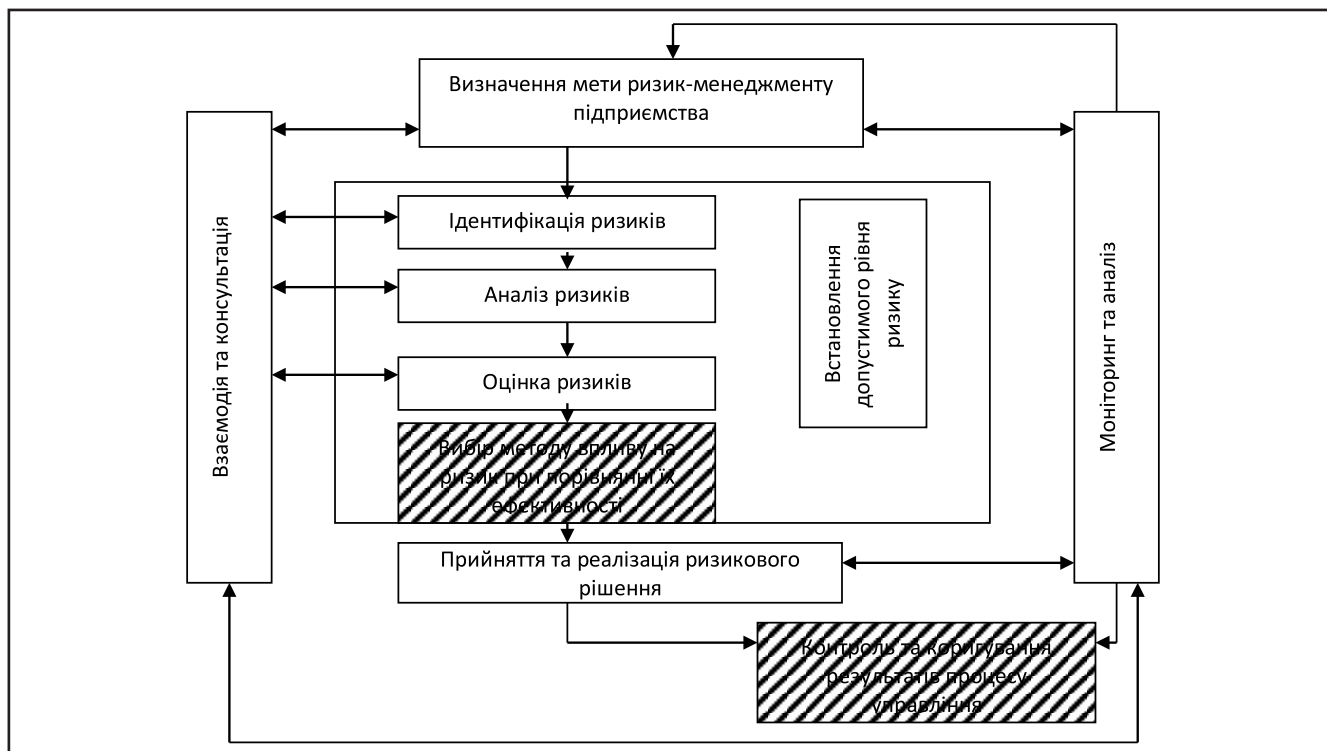 Визначення мети ризик-менеджменту
підприємства
Взаємодія та консультація
Ідентифікація ризиків
Аналіз ризиків
Оцінка ризиків
Вибір методу впливу на
ризик при порівнянні їх
ефективності
Встановлення
допустимого рівня
ризику
Моніторинг та аналіз
Прийняття та реалізація ризикового
рішення
Контроль та коригування
результатів процесу
управління